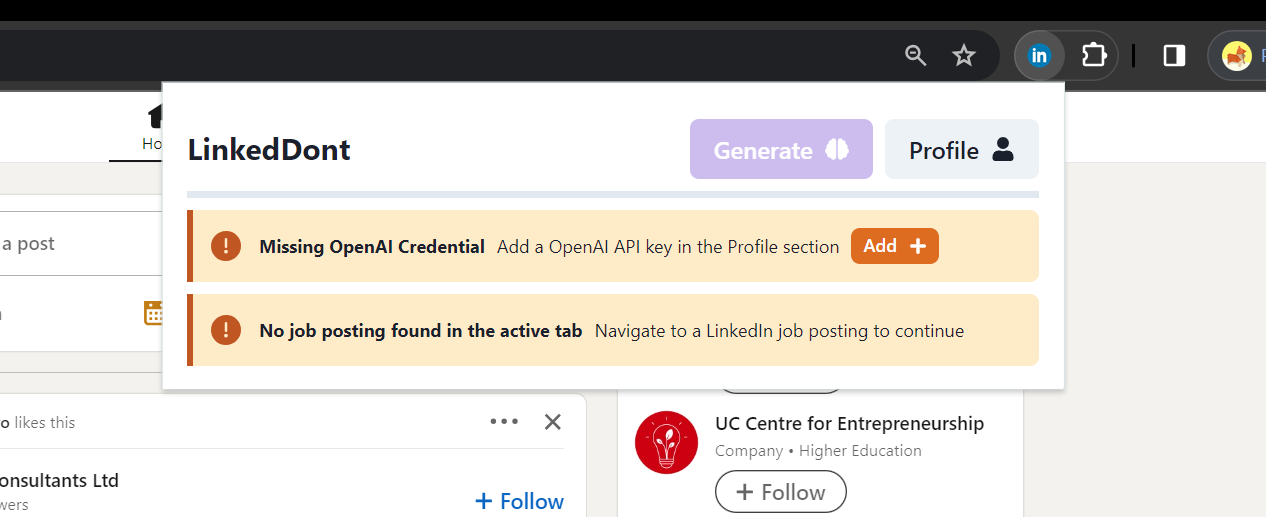 in
Ho
LinkedDont
Generate
Profile
Missing OpenAI Credential Add a OpenAI API key in the Profile section Add +
No job posting found in the active tab Navigate to a LinkedIn job posting to continue
a post
o likes this
onsultants Ltd
wers
+ Follow
UC Centre for Entrepreneurship
Company • Higher Education
+ Follow